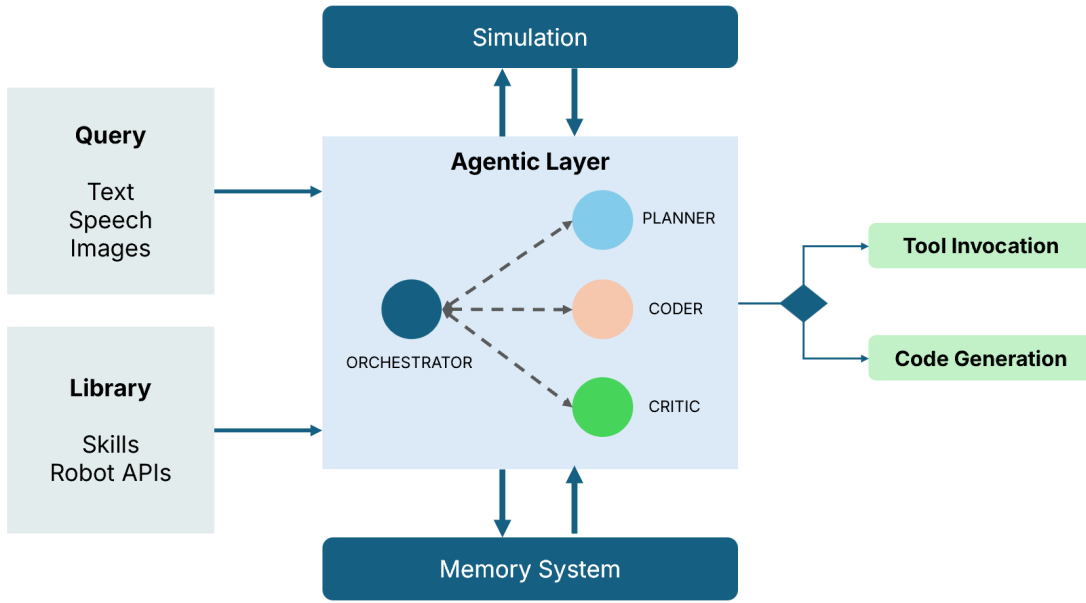 Simulation
Query
Text
Speech
Images
Library
Skills
Robot APIs
Agentic Layer
PLANNER
ORCHESTRATOR
CODER
CRITIC
Tool Invocation
Code Generation
Memory System